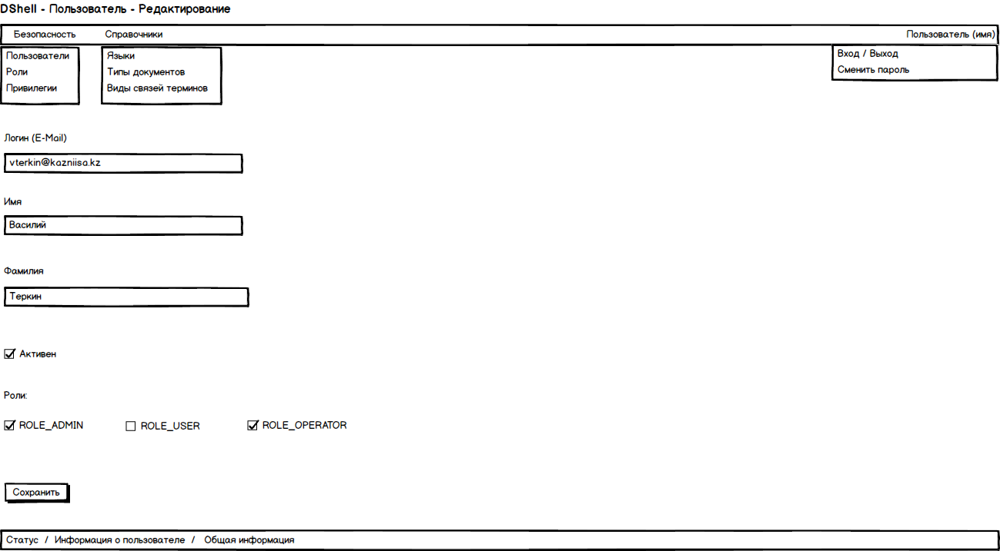 DShell - Пользователь - Редактирование
Безопасность Справочники Пользователь (имя)
Пользователи
Роли
Привилегии
Языки
Типы документов
Виды связей терминов
Вход / Выход
Сменить пароль
Логин (E-Mail)
vterkin@kazniisa.kz
Имя
Василий
Фамилия
Теркин
Активен
Роли:
ROLE_ADMIN ROLE_USER ROLE_OPERATOR
Сохранить
Статус / Информация о пользователе / Общая информация